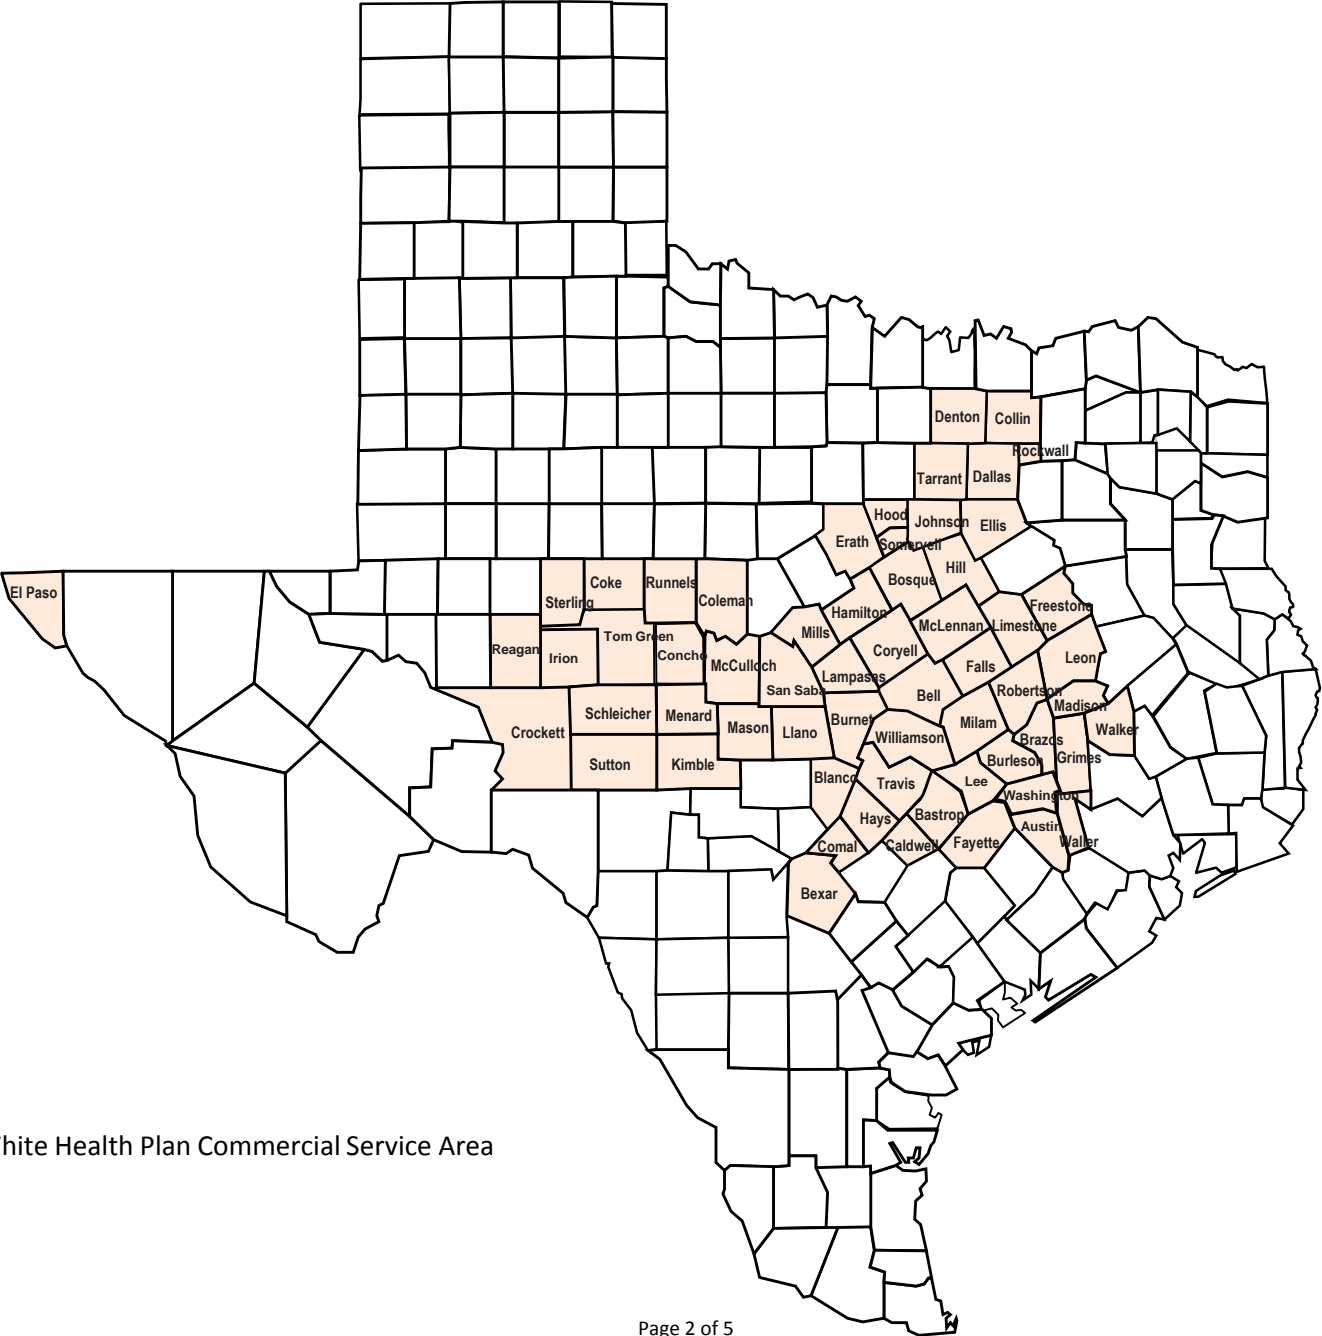 Denton
Collin
Rockwall
Tarrant
Dallas
Hood
Johnson
Ellis
Erath
Somervell
Hill
Bosque
El Paso
Coke
Runnels
Sterling
Coleman
Hamilton
Freestone
McLennan
Limestone
Mills
Tom Green
Reagan
Irion
Concho
Coryell
McCulloch
Falls
Leon
Lampasas
San Saba
Bell
Robertson
Madison
Schleicher
Menard
Burnet
Milam
Crockett
Mason
Llano
Williamson
Brazos
Walker
Grimes
Burleson
Sutton
Kimble
Blanco
Travis
Lee
Washington
Hays
Bastrop
Austin
Comal
Caldwell
Fayette
Waller
Bexar
hite Health Plan Commercial Service Area
Page 2 of 5